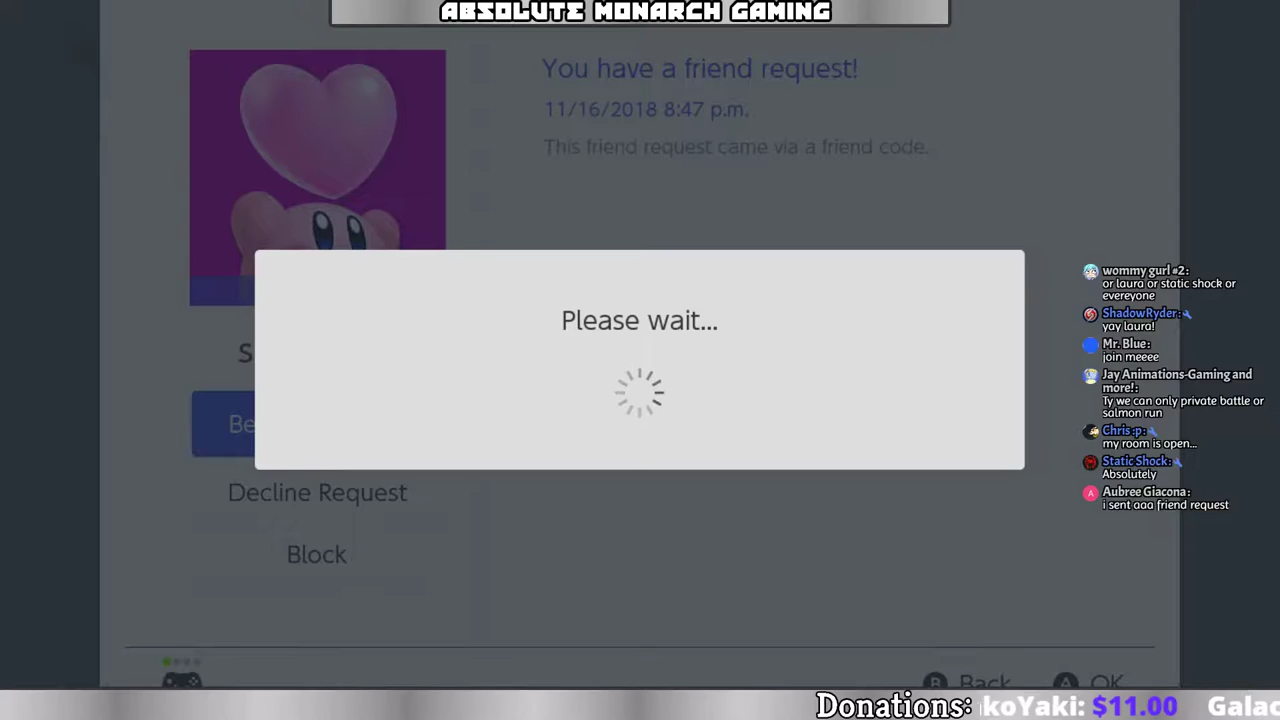 ABSOLUTE MONARCH GAMING
You have a friend request!
11/16/2018 8:47 p.m.
This friend request came via a friend code.
Please wait...
S
Be
Decline Request
Block
B Back A OK
wommy gurl #2:
or laura or static shock or
evereyone
ShadowRyder:
yay laura!
Mr. Blue:
join meeee
Jay Animations-Gaming and
more!:
Ty we can only private battle or
salmon run
Chris :p:
my room is open...
Static Shock:
Absolutely
A Aubree Giacona:
i sent aaa friend request
Donations: koYaki: $11.00 Galac